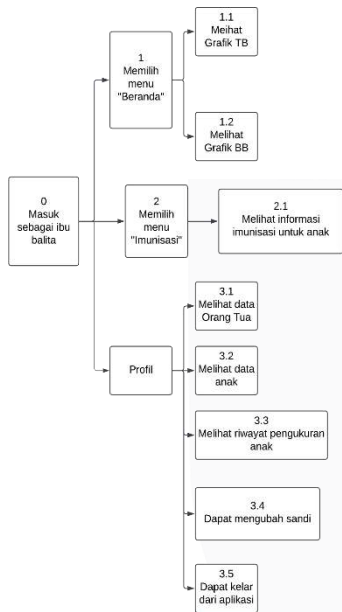 0
Masuk
sebagai ibu
balita
1
Memilih
menu
"Beranda"
1.1
Meihat
Grafik TB
1.2
Melihat
Grafik BB
2
Memilih
menu
"Imunisasi"
2.1
Melihat informasi
imunisasi untuk anak
Profil
3.1
Melihat data
Orang Tua
3.2
Melihat data
anak
3.3
Melihat riwayat pengukuran
anak
3.4
Dapat mengubah sandi
3.5
Dapat kelar
dari aplikasi